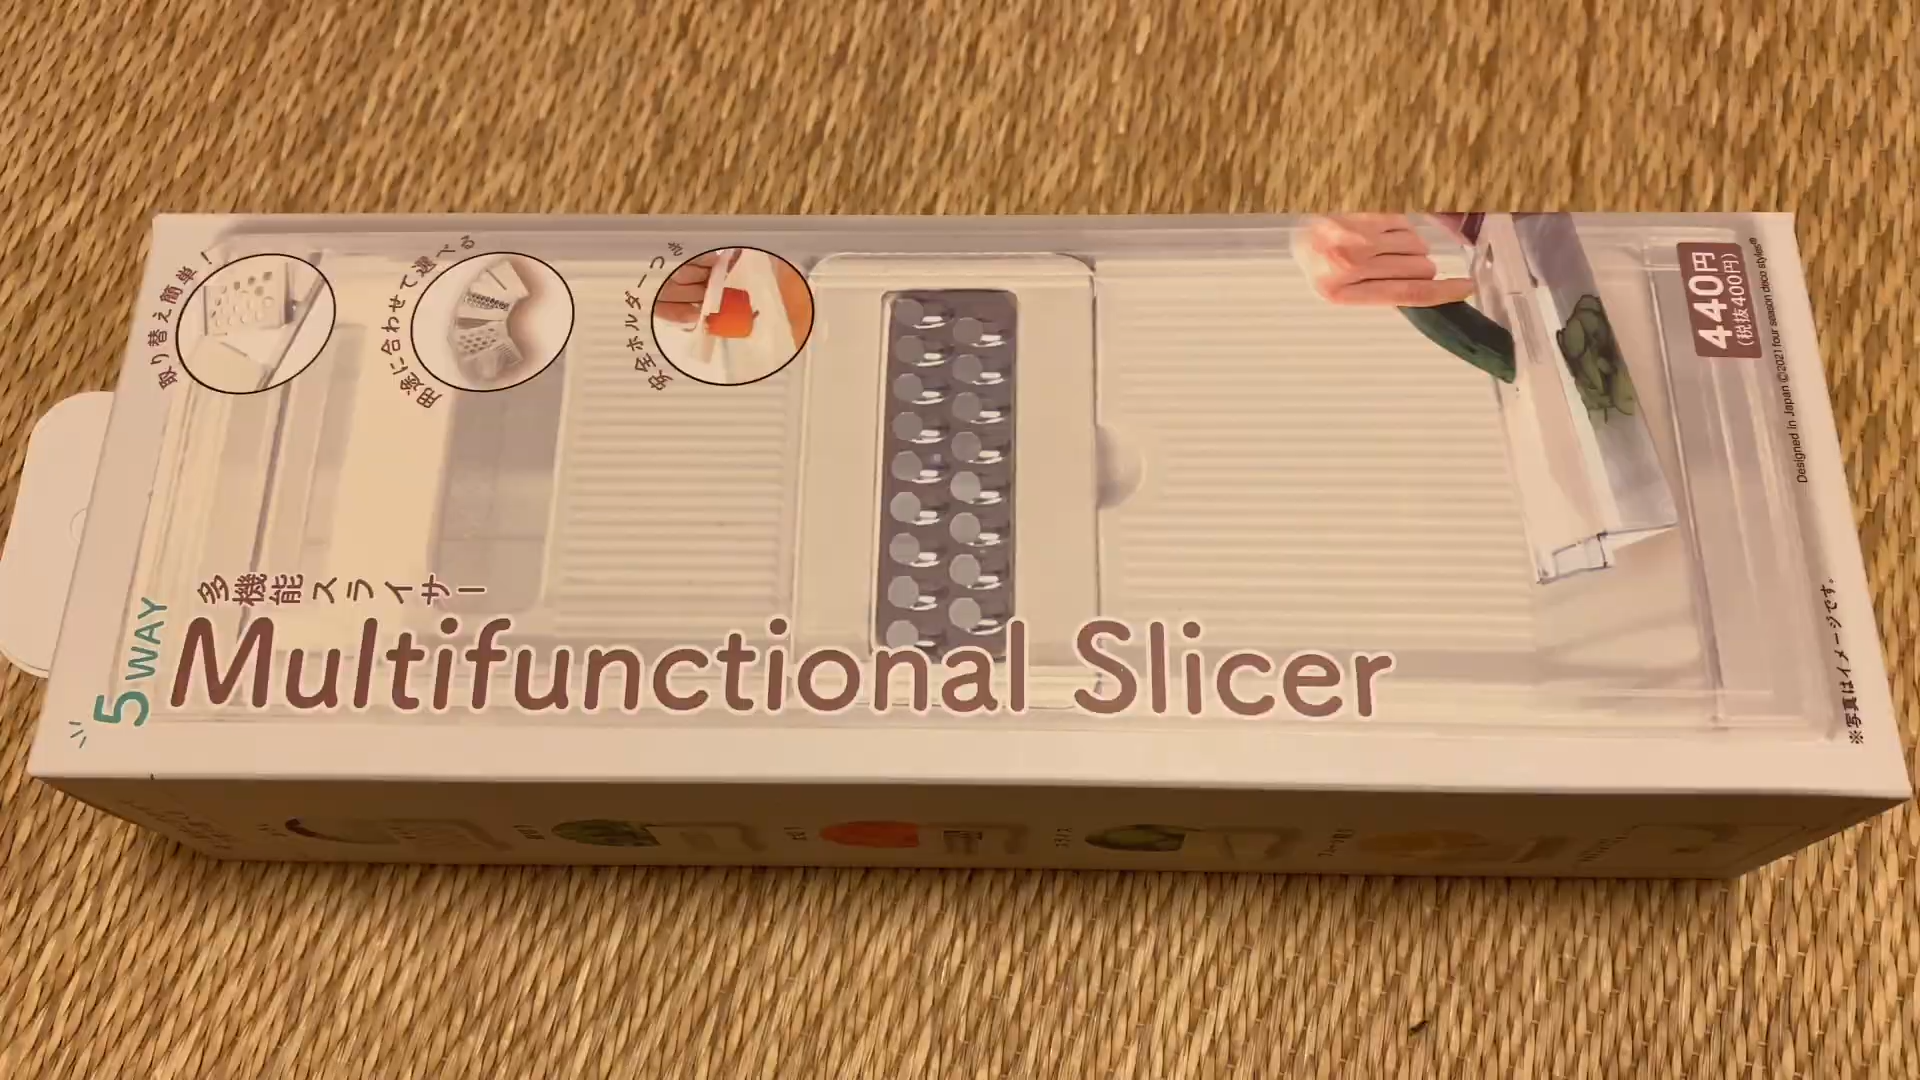 取り替え簡単!
用途に合わせて選べる
安全ホルダーつき
440円
(税抜400円)
Designed in Japan ©2021 four season deco styles®
多機能スライサー
5WAY
Multifunctional Slicer
※写真はイメージです。